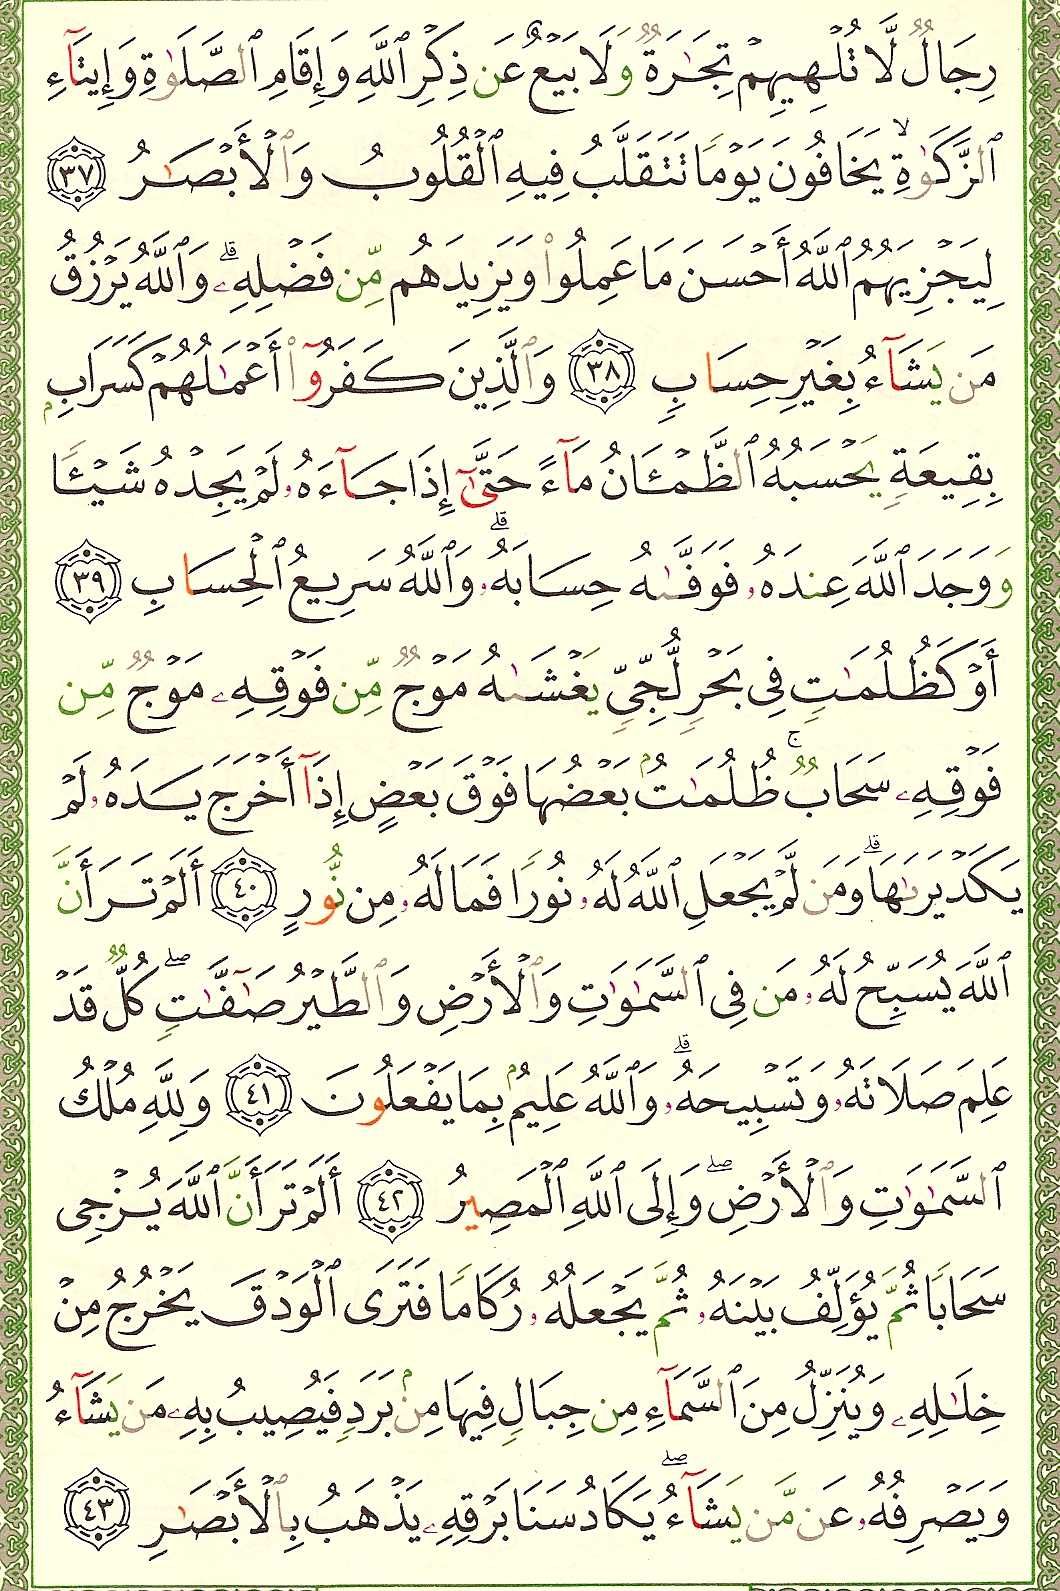 رِجَالٌ لَّا تُلْهِيهِمْ تِجَٰرَةٌ وَلَا بَيْعٌ عَن ذِكْرِ ٱللَّهِ وَإِقَامِ ٱلصَّلَوٰةِ وَإِيتَآءِ
ٱلزَّكَوٰةِ ۙ يَخَافُونَ يَوْمًا تَتَقَلَّبُ فِيهِ ٱلْقُلُوبُ وَٱلْأَبْصَٰرُ ٣٧
لِيَجْزِيَهُمُ ٱللَّهُ أَحْسَنَ مَا عَمِلُوا۟ وَيَزِيدَهُم مِّن فَضْلِهِۦ ۗ وَٱللَّهُ يَرْزُقُ
مَن يَشَآءُ بِغَيْرِ حِسَابٍ ٣٨ وَٱلَّذِينَ كَفَرُوٓا۟ أَعْمَٰلُهُمْ كَسَرَابٍۭ
بِقِيعَةٍ يَحْسَبُهُ ٱلظَّمْـَٔانُ مَآءً حَتَّىٰٓ إِذَا جَآءَهُۥ لَمْ يَجِدْهُ شَيْـًٔا
وَوَجَدَ ٱللَّهَ عِندَهُۥ فَوَفَّىٰهُ حِسَابَهُۥ ۗ وَٱللَّهُ سَرِيعُ ٱلْحِسَابِ ٣٩
أَوْ كَظُلُمَٰتٍ فِى بَحْرٍ لُّجِّىٍّ يَغْشَىٰهُ مَوْجٌ مِّن فَوْقِهِۦ مَوْجٌ مِّن
فَوْقِهِۦ سَحَابٌ ۚ ظُلُمَٰتٌۢ بَعْضُهَا فَوْقَ بَعْضٍ إِذَآ أَخْرَجَ يَدَهُۥ لَمْ
يَكَدْ يَرَىٰهَا ۗ وَمَن لَّمْ يَجْعَلِ ٱللَّهُ لَهُۥ نُورًا فَمَا لَهُۥ مِن نُّورٍ ٤٠ أَلَمْ تَرَ أَنَّ
ٱللَّهَ يُسَبِّحُ لَهُۥ مَن فِى ٱلسَّمَٰوَٰتِ وَٱلْأَرْضِ وَٱلطَّيْرُ صَٰٓفَّٰتٍ ۖ كُلٌّ قَدْ
عَلِمَ صَلَاتَهُۥ وَتَسْبِيحَهُۥ ۗ وَٱللَّهُ عَلِيمٌۢ بِمَا يَفْعَلُونَ ٤١ وَلِلَّهِ مُلْكُ
ٱلسَّمَٰوَٰتِ وَٱلْأَرْضِ ۖ وَإِلَى ٱللَّهِ ٱلْمَصِيرُ ٤٢ أَلَمْ تَرَ أَنَّ ٱللَّهَ يُزْجِى
سَحَابًا ثُمَّ يُؤَلِّفُ بَيْنَهُۥ ثُمَّ يَجْعَلُهُۥ رُكَامًا فَتَرَى ٱلْوَدْقَ يَخْرُجُ مِنْ
خِلَٰلِهِۦ وَيُنَزِّلُ مِنَ ٱلسَّمَآءِ مِن جِبَالٍ فِيهَا مِنۢ بَرَدٍ فَيُصِيبُ بِهِۦ مَن يَشَآءُ
وَيَصْرِفُهُۥ عَن مَّن يَشَآءُ ۖ يَكَادُ سَنَا بَرْقِهِۦ يَذْهَبُ بِٱلْأَبْصَٰرِ ٤٣